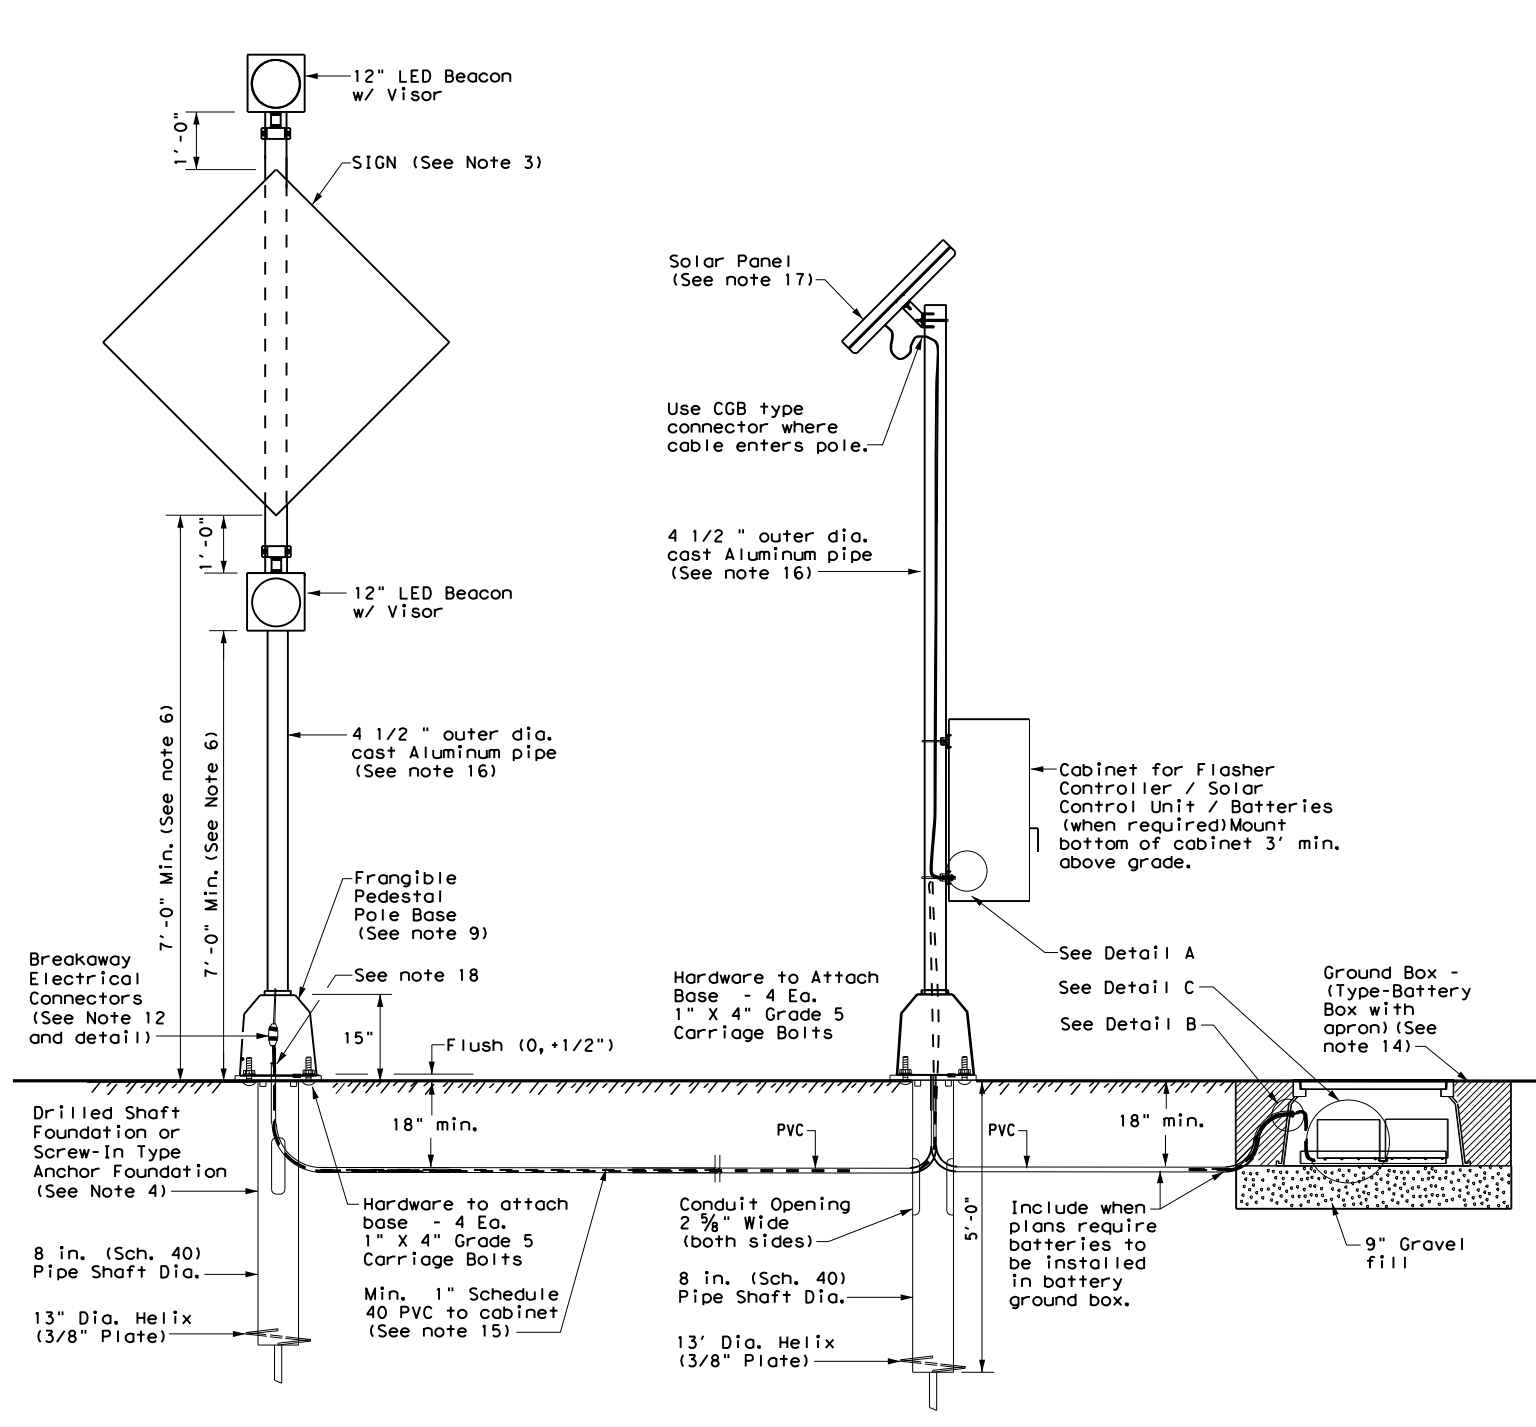 12" LED Beacon
w/ Visor
1'-0"
SIGN (See Note 3)
1'-0"
12" LED Beacon
w/ Visor
7'-0" Min. (See note 6)
7'-0" Min. (See Note 6)
4 1/2 " outer dia.
cast Aluminum pipe
(See note 16)
Frangible
Pedestal
Pole Base
(See note 9)
See note 18
Breakaway
Electrical
Connectors
(See Note 12
and detail)
15"
Flush (0, +1/2")
Drilled Shaft
Foundation or
Screw-In Type
Anchor Foundation
(See Note 4)
18" min.
8 in. (Sch. 40)
Pipe Shaft Dia.
13" Dia. Helix
(3/8" Plate)
Hardware to attach
base - 4 Ea.
1" X 4" Grade 5
Carriage Bolts
Min. 1" Schedule
40 PVC to cabinet
(See note 15)
Solar Panel
(See note 17)
Use CGB type
connector where
cable enters pole.
4 1/2 " outer dia.
cast Aluminum pipe
(See note 16)
Cabinet for Flasher
Controller / Solar
Control Unit / Batteries
(when required)Mount
bottom of cabinet 3' min.
above grade.
See Detail A
See Detail C
See Detail B
Hardware to Attach
Base - 4 Ea.
1" X 4" Grade 5
Carriage Bolts
Ground Box -
(Type-Battery
Box with
apron) (See
note 14)
PVC
PVC
18" min.
Conduit Opening
2 5/8" Wide
(both sides)
5'-0"
8 in. (Sch. 40)
Pipe Shaft Dia.
13' Dia. Helix
(3/8" Plate)
Include when
plans require
batteries to
be installed
in battery
ground box.
9" Gravel
fill